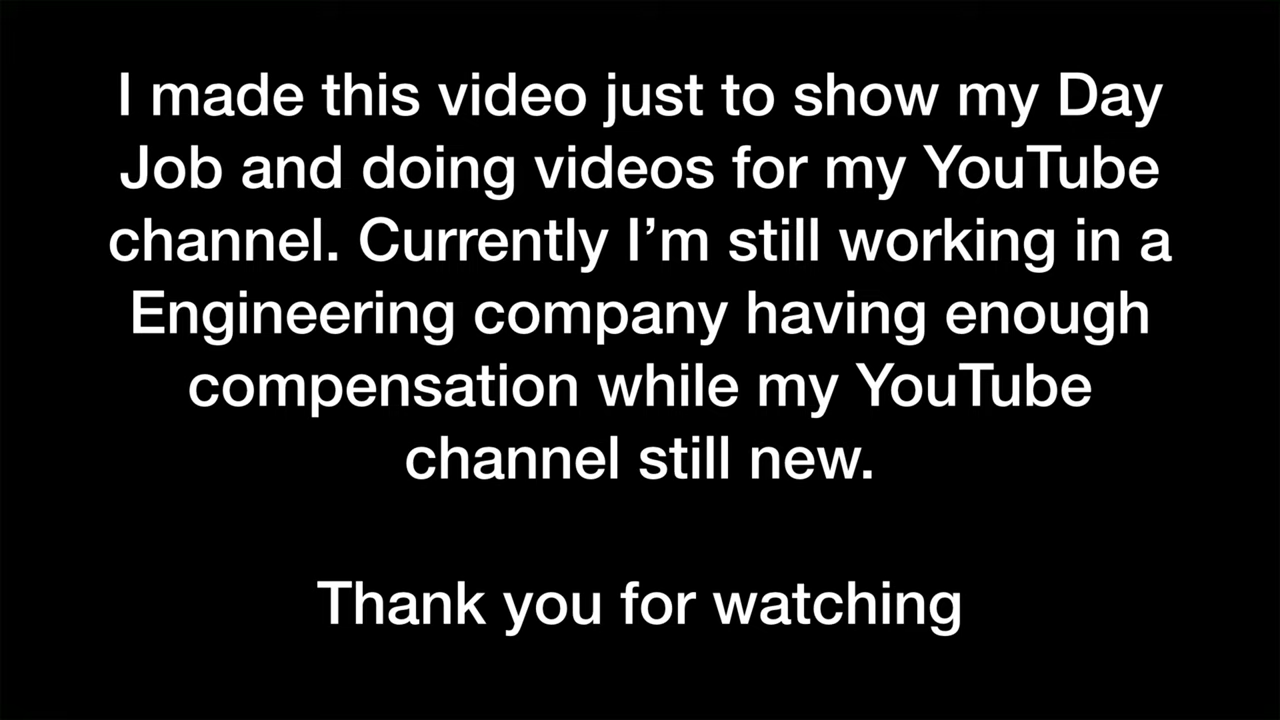 I made this video just to show my Day
Job and doing videos for my YouTube
channel. Currently I’m still working in a
Engineering company having enough
compensation while my YouTube
channel still new.
Thank you for watching